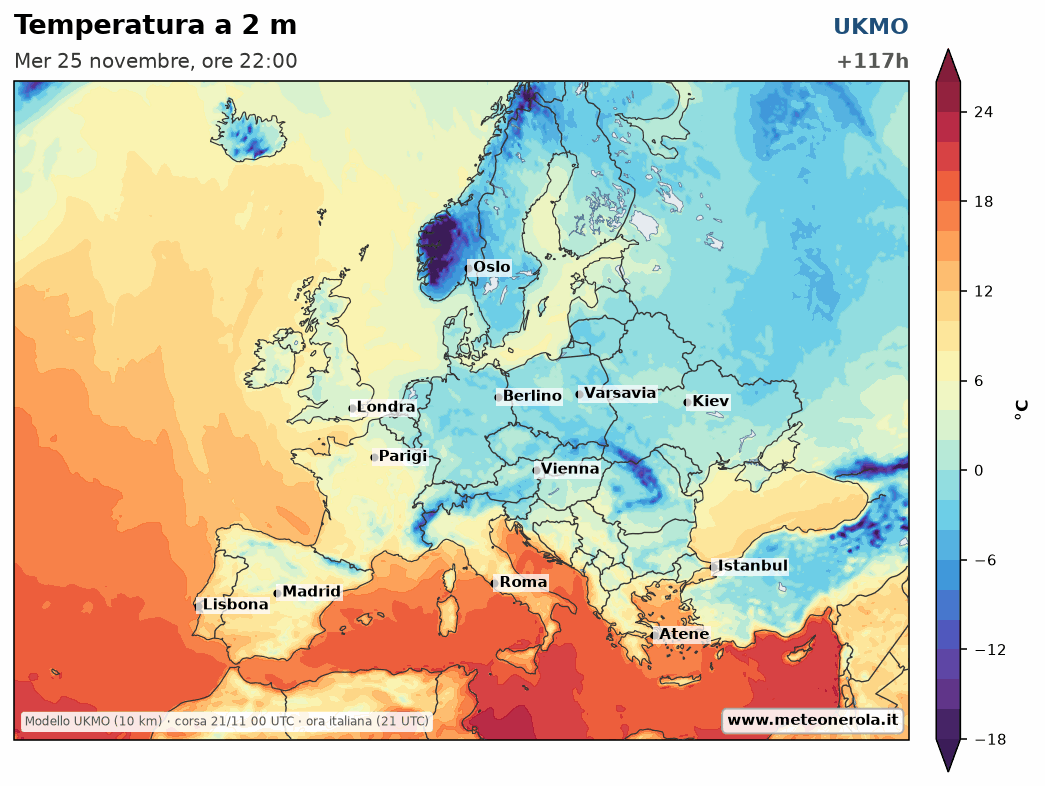 Temperatura a 2 m
UKMO
Mer 25 novembre, ore 22:00
+117h
Oslo
Londra
Berlino
Varsavia
Kiev
Parigi
Vienna
Istanbul
Roma
Madrid
Lisbona
Atene
Modello UKMO (10 km) · corsa 21/11 00 UTC · ora italiana (21 UTC)
www.meteonerola.it
24
18
12
6
0
−6
−12
−18
°C